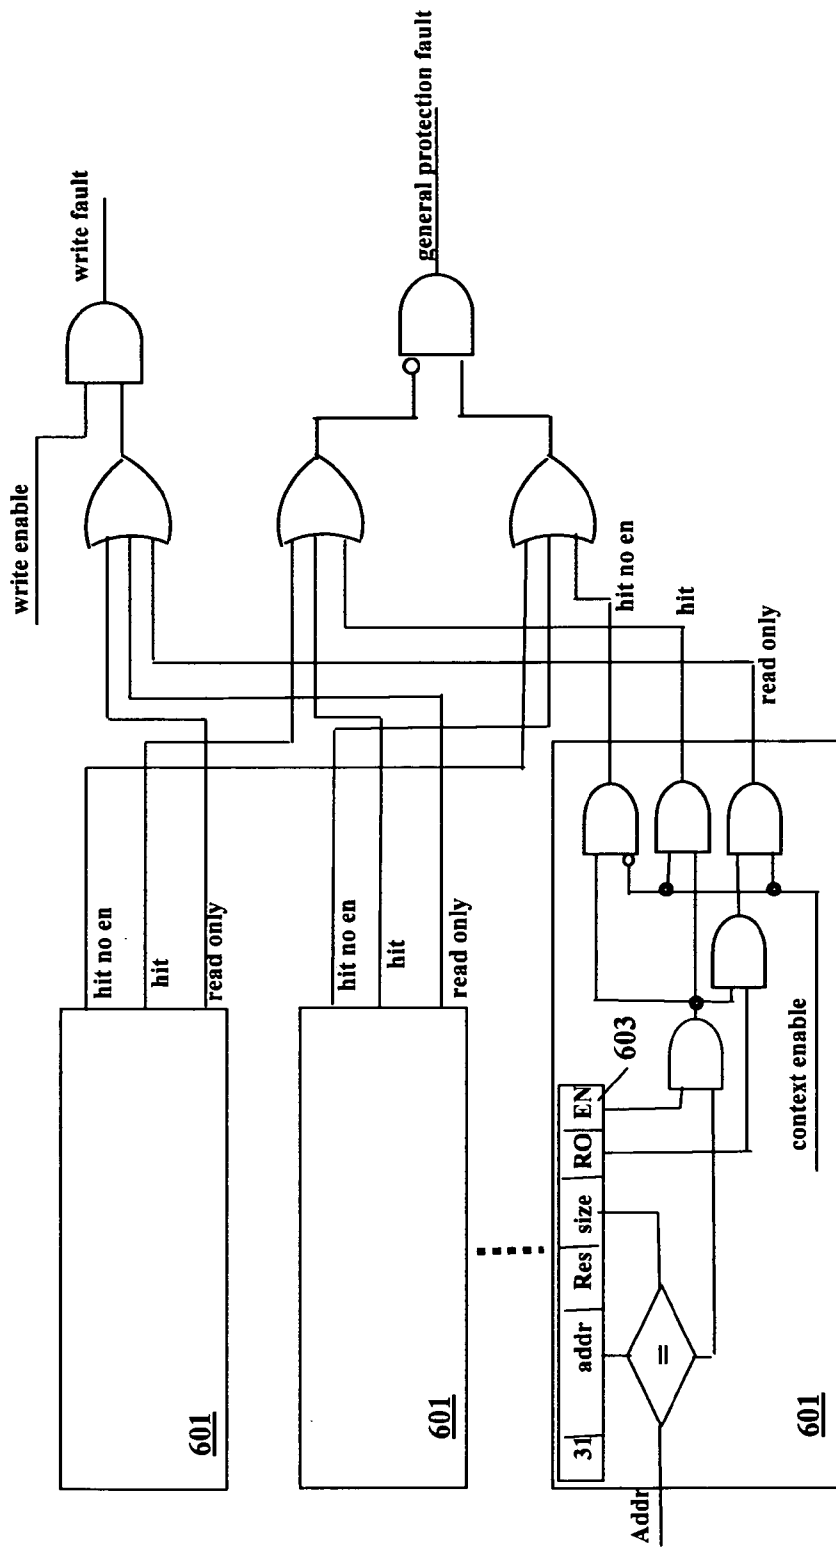 write enable
write fault
general protection fault
hit no en
hit
read only
601
hit no en
hit
read only
601
hit no en
hit
read only
31 addr Res size RO EN
603
=
Addr
context enable
601